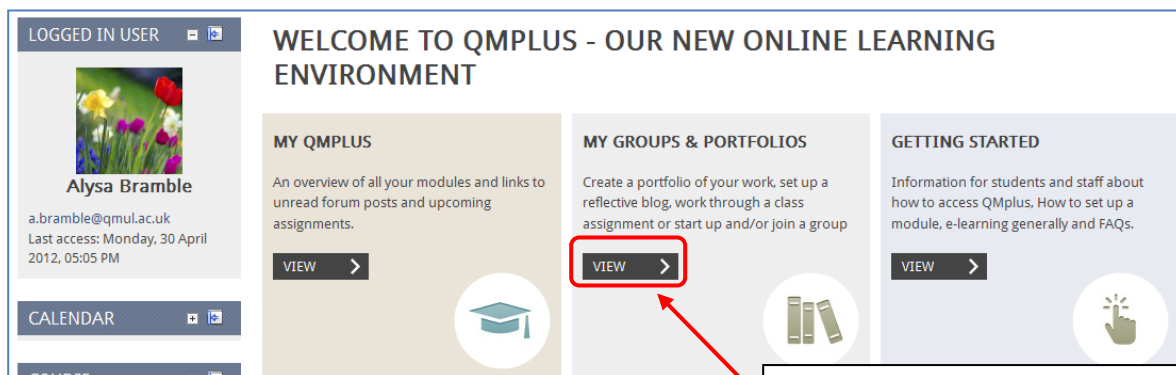 LOGGED IN USER
Alysa Bramble
a.bramble@qmul.ac.uk
Last access: Monday, 30 April
2012, 05:05 PM
CALENDAR
WELCOME TO QMPLUS - OUR NEW ONLINE LEARNING
ENVIRONMENT
MY QMPLUS
An overview of all your modules and links to
unread forum posts and upcoming
assignments.
VIEW
MY GROUPS & PORTFOLIOS
Create a portfolio of your work, set up a
reflective blog, work through a class
assignment or start up and/or join a group
VIEW
GETTING STARTED
Information for students and staff about
how to access QMplus, How to set up a
module, e-learning generally and FAQs.
VIEW